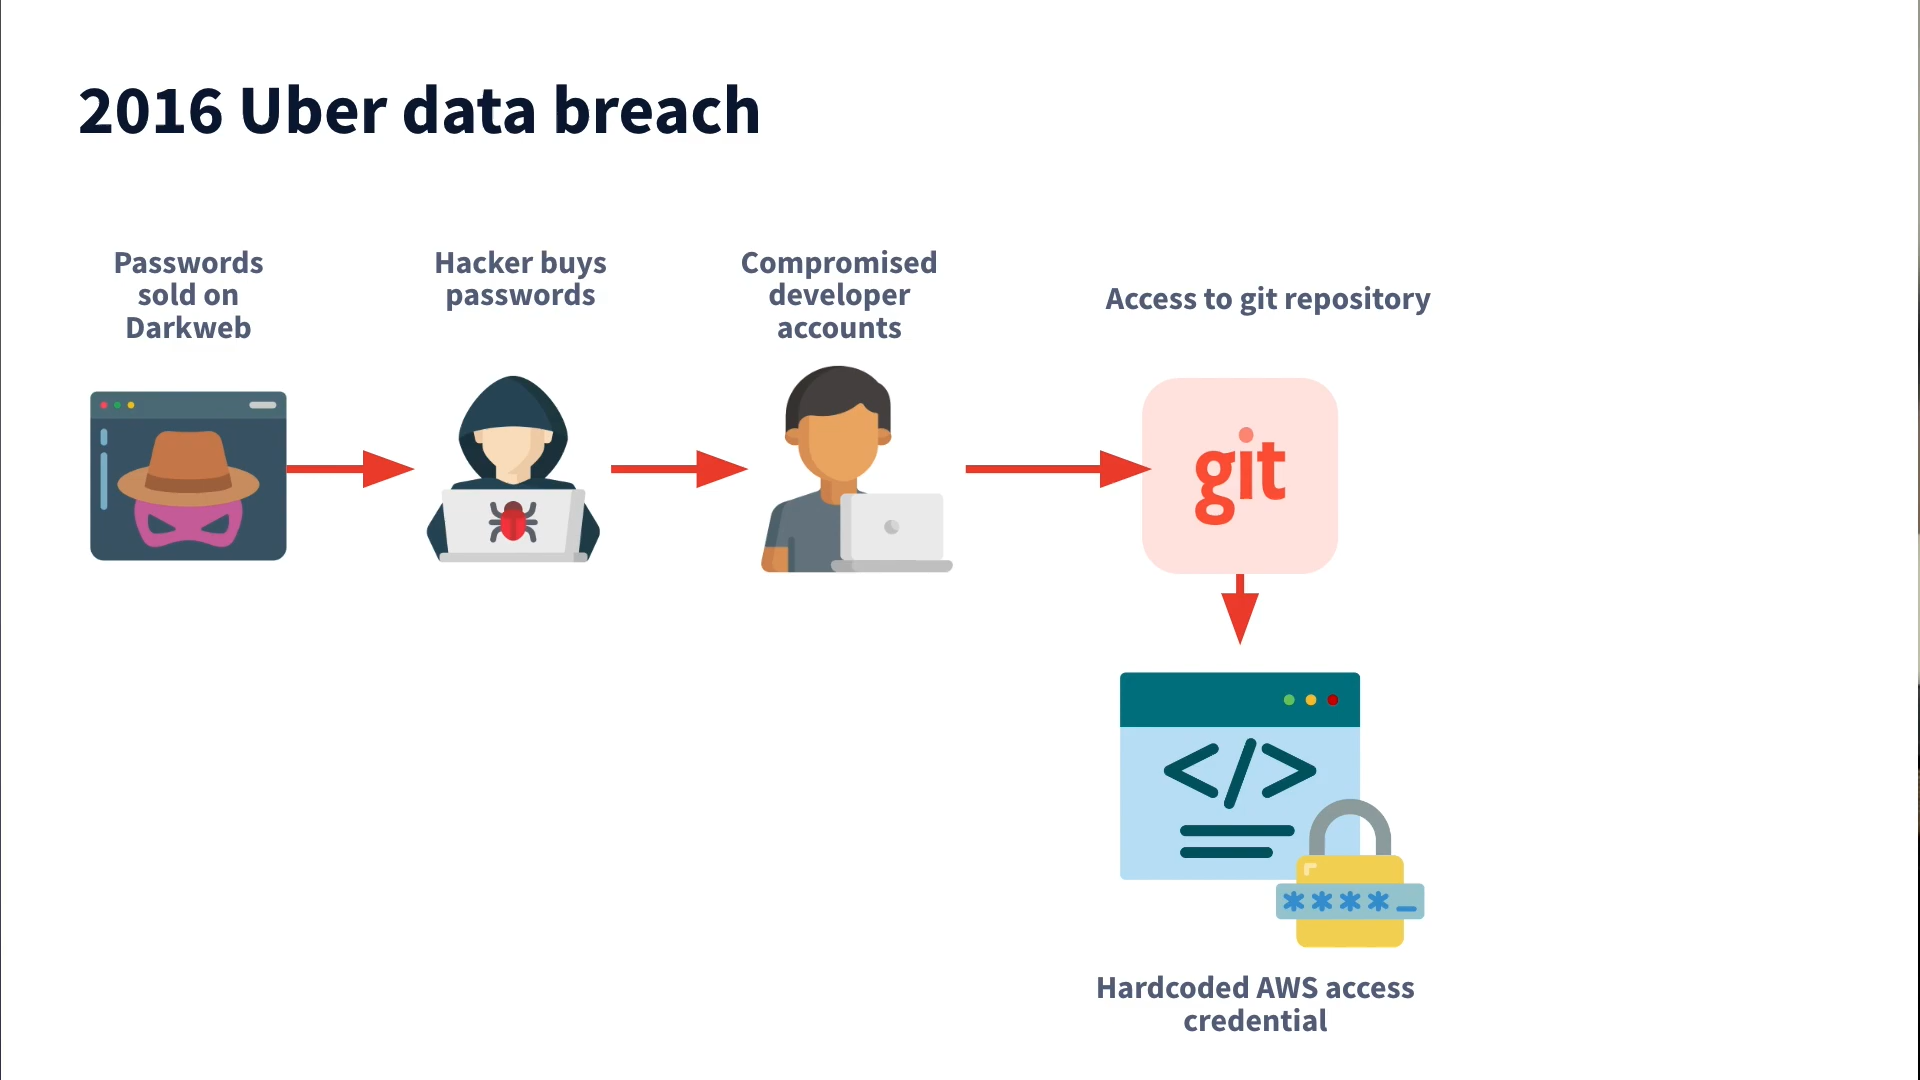 2016 Uber data breach
Passwords
sold on
Darkweb
Hacker buys
passwords
Compromised
developer
accounts
Access to git repository
git
</>
****_
Hardcoded AWS access
credential